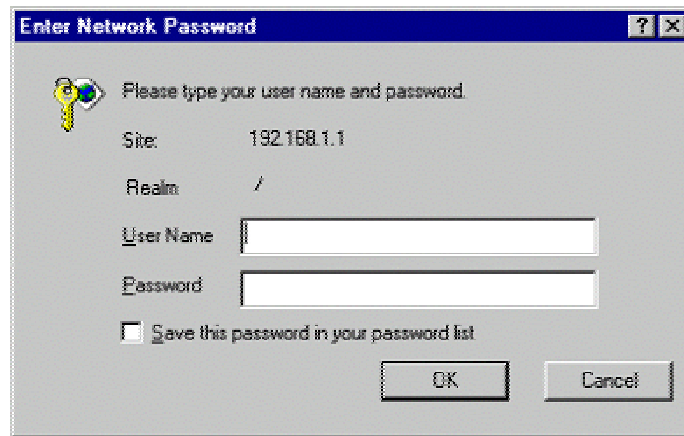 Enter Network Password
Please type your user name and password.
Site: 192.168.1.1
Realm /
User Name
Password
Save this password in your password list
OK Cancel